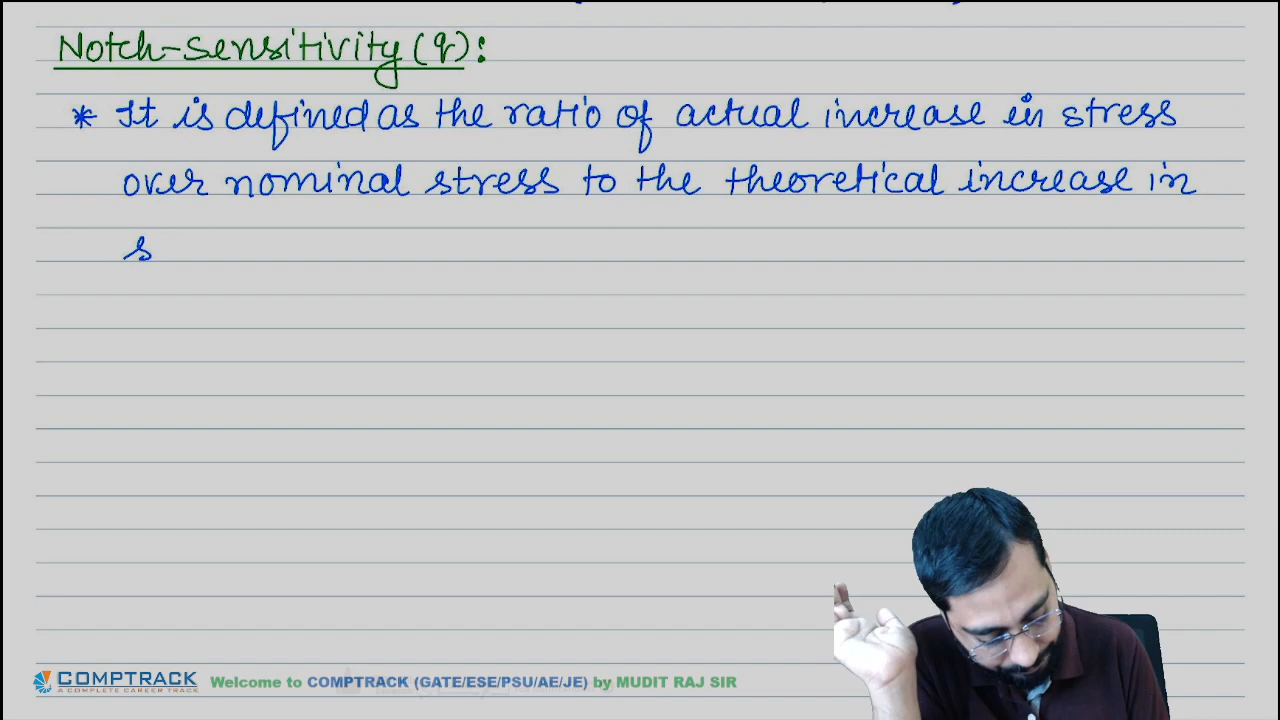 Notch-Sensitivity (q):
* It is defined as the ratio of actual increase in stress
over nominal stress to the theoretical increase in
s
COMPTRACK
A COMPLETE CAREER TRACK
Welcome to COMPTRACK (GATE/ESE/PSU/AE/JE) by MUDIT RAJ SIR